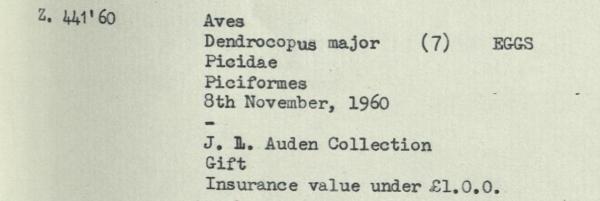 Z. 441'60
Aves
Dendrocopus major (7) EGGS
Picidae
Piciformes
8th November, 1960
-
J. L. Auden Collection
Gift
Insurance value under £1.0.0.